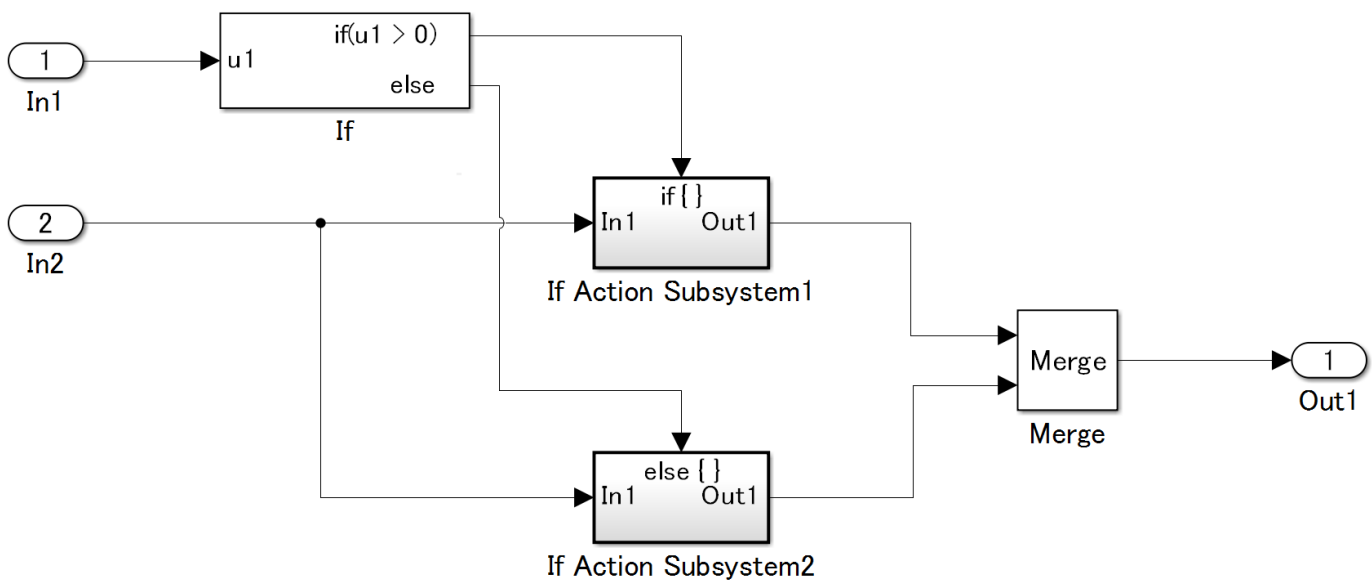 1
In1
u1
if(u1 > 0)
else
If
2
In2
if { }
In1
Out1
If Action Subsystem1
Merge
Merge
1
Out1
else { }
In1
Out1
If Action Subsystem2